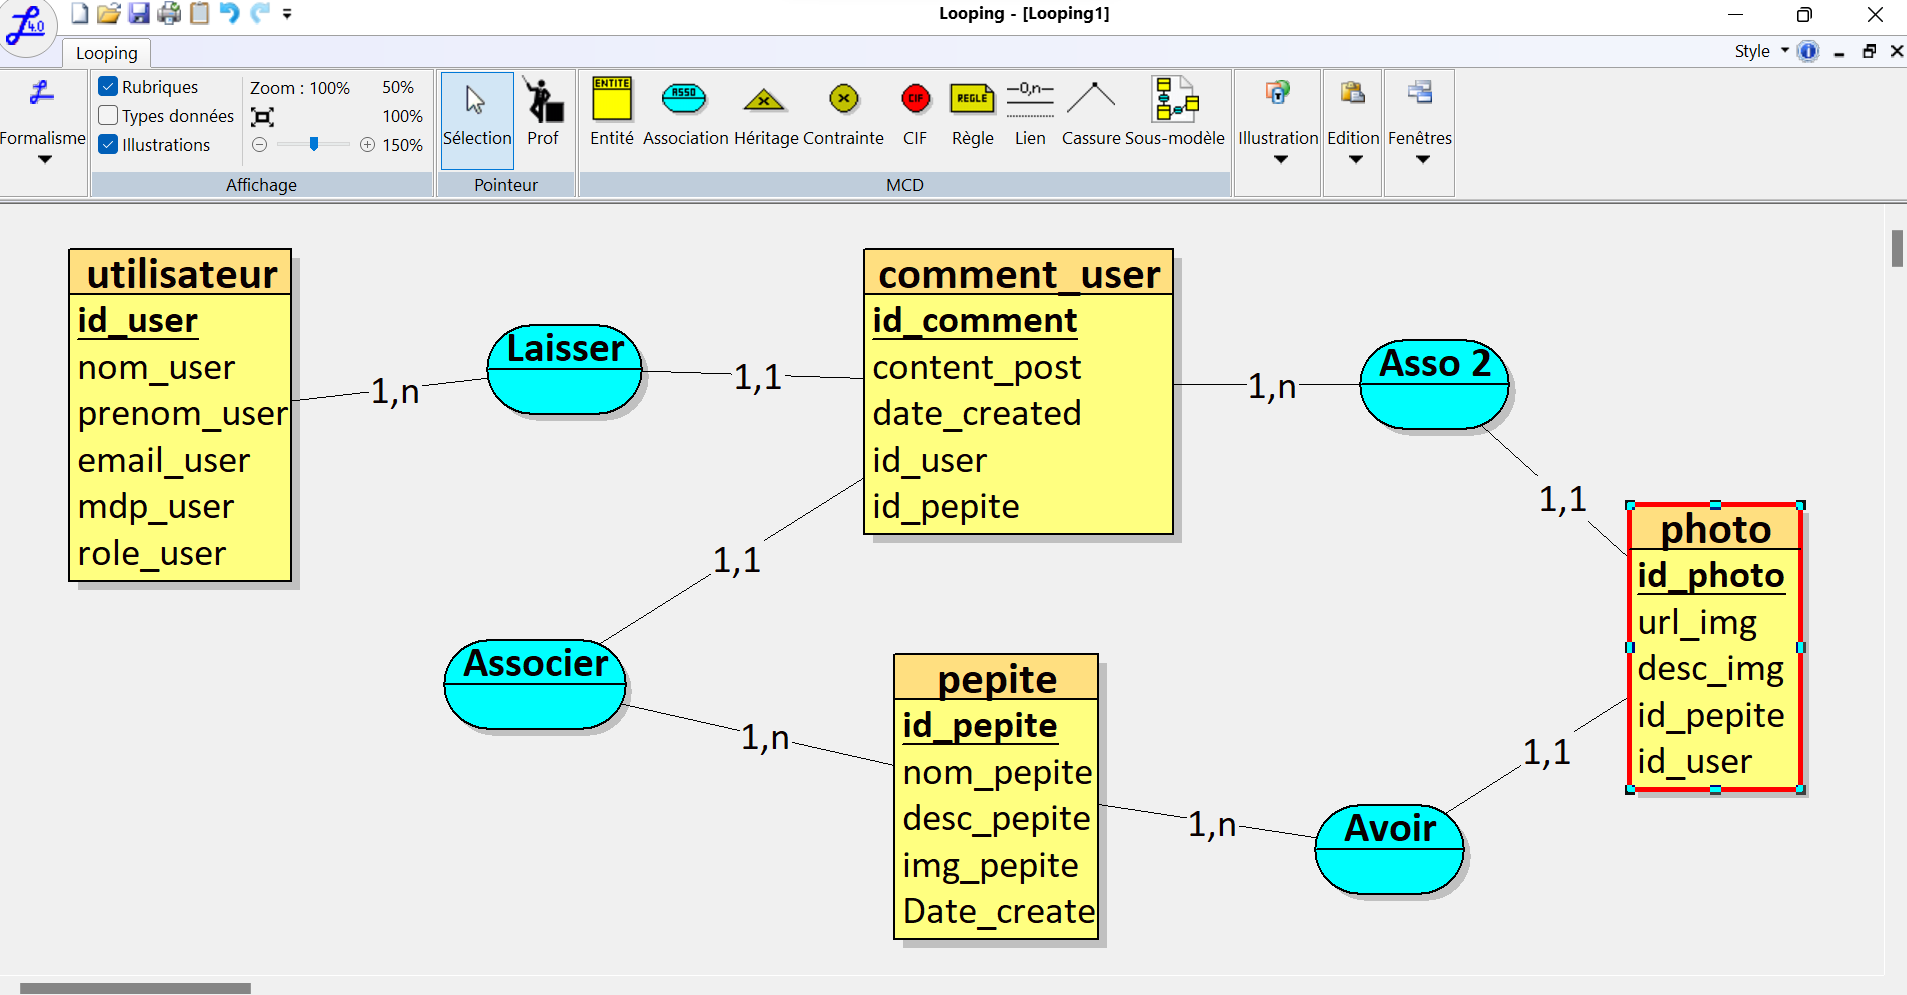 Looping - [Looping1]
4.0
Looping
Style
Formalisme
Rubriques
Types données
Illustrations
Zoom : 100%
50%
100%
150%
Affichage
Sélection
Prof
Pointeur
ENTITE
Entité
ASSO
Association
Héritage
Contrainte
CIF
CIF
REGLE
Règle
—0,n—
Lien
Cassure
Sous-modèle
MCD
Illustration
Edition
Fenêtres
utilisateur
id_user
nom_user
prenom_user
email_user
mdp_user
role_user
1,n
Laisser
1,1
comment_user
id_comment
content_post
date_created
id_user
id_pepite
1,n
Asso 2
1,1
photo
id_photo
url_img
desc_img
id_pepite
id_user
1,1
Associer
1,n
pepite
id_pepite
nom_pepite
desc_pepite
img_pepite
Date_create
1,n
Avoir
1,1